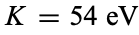 K = 54 eV